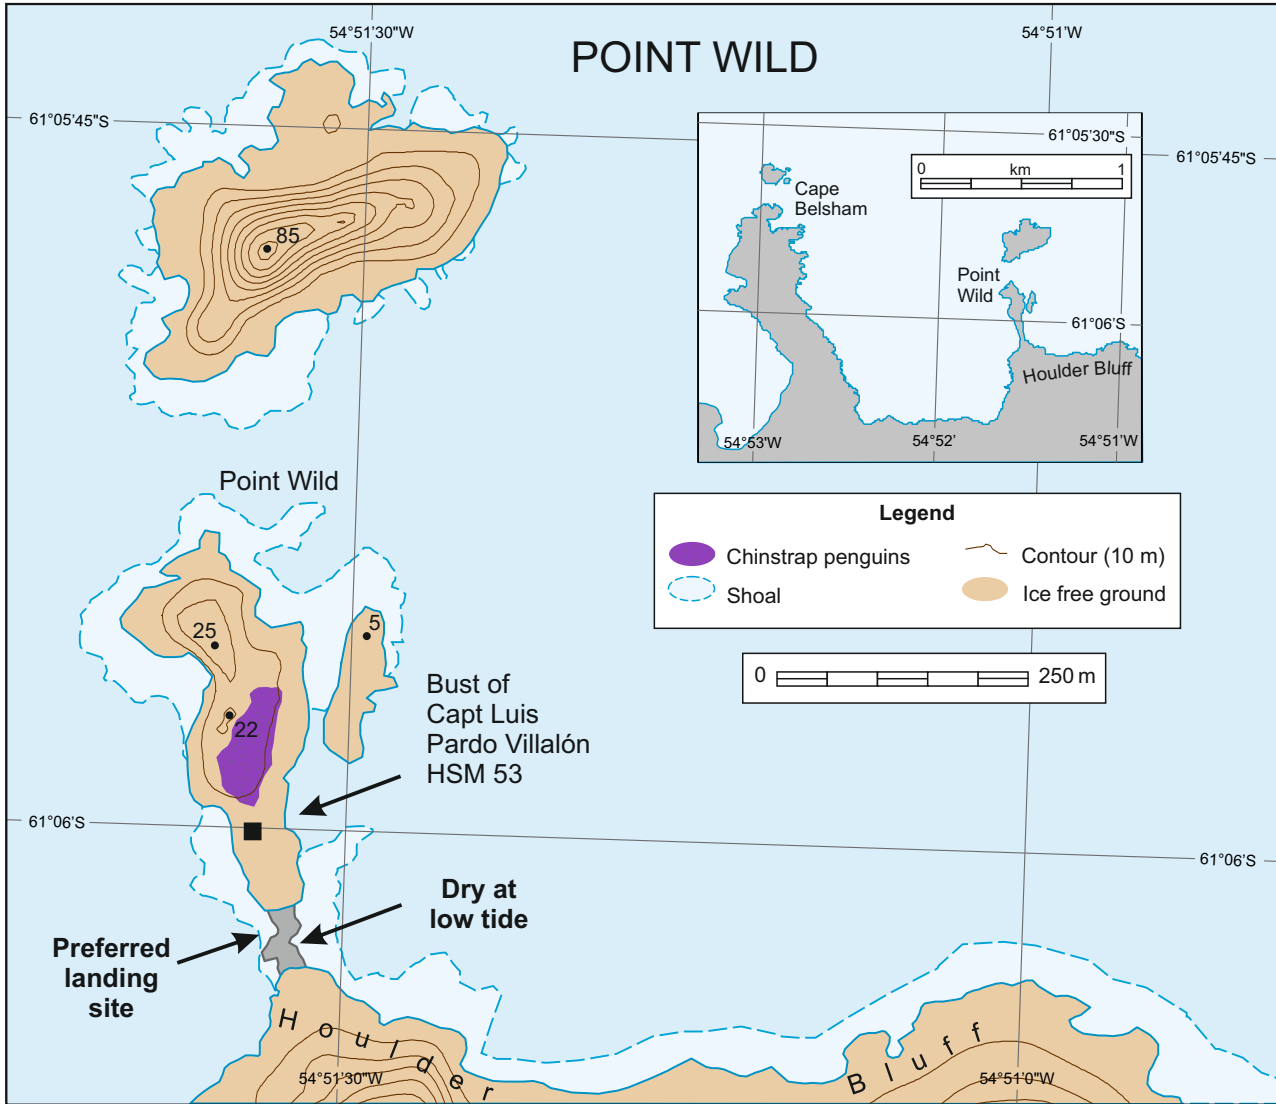 54°51'30"W
54°51'W
POINT WILD
61°05'45"S
61°05'45"S
61°05'30"S
0 km 1
Cape
Belsham
Point
Wild
61°06'S
Houlder Bluff
54°53'W
54°52'
54°51'W
85
Point Wild
Legend
Chinstrap penguins
Contour (10 m)
Shoal
Ice free ground
0 250 m
25
5
22
Bust of
Capt Luis
Pardo Villalón
HSM 53
61°06'S
61°06'S
Dry at
low tide
Preferred
landing
site
Houlder Bluff
54°51'30"W
54°51'0"W